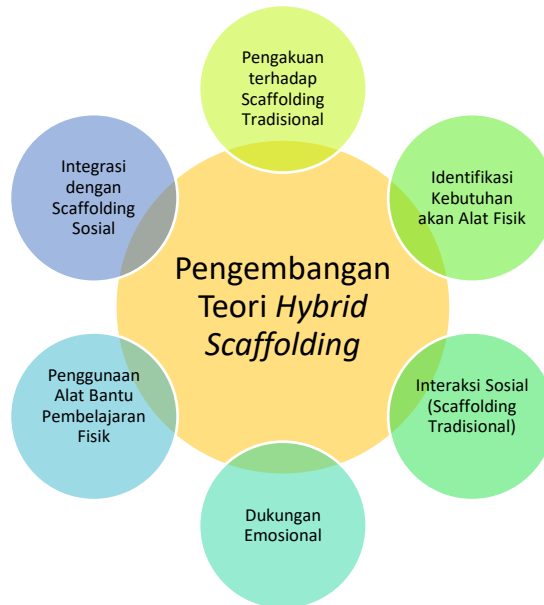 Pengakuan
terhadap
Scaffolding
Tradisional
Identifikasi
Kebutuhan
akan Alat Fisik
Interaksi Sosial
(Scaffolding
Tradisional)
Dukungan
Emosional
Penggunaan
Alat Bantu
Pembelajaran
Fisik
Integrasi
dengan
Scaffolding
Sosial
Pengembangan
Teori Hybrid
Scaffolding